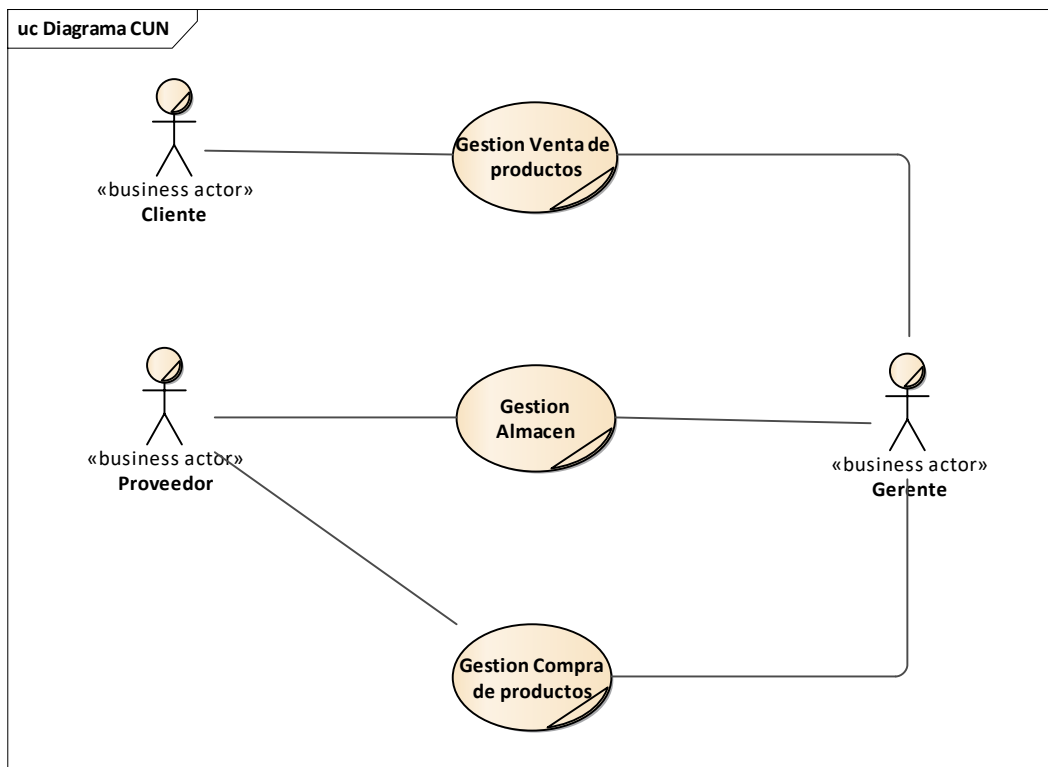 uc Diagrama CUN
«business actor»
Cliente
Gestion Venta de
productos
«business actor»
Proveedor
Gestion
Almacen
«business actor»
Gerente
Gestion Compra
de productos